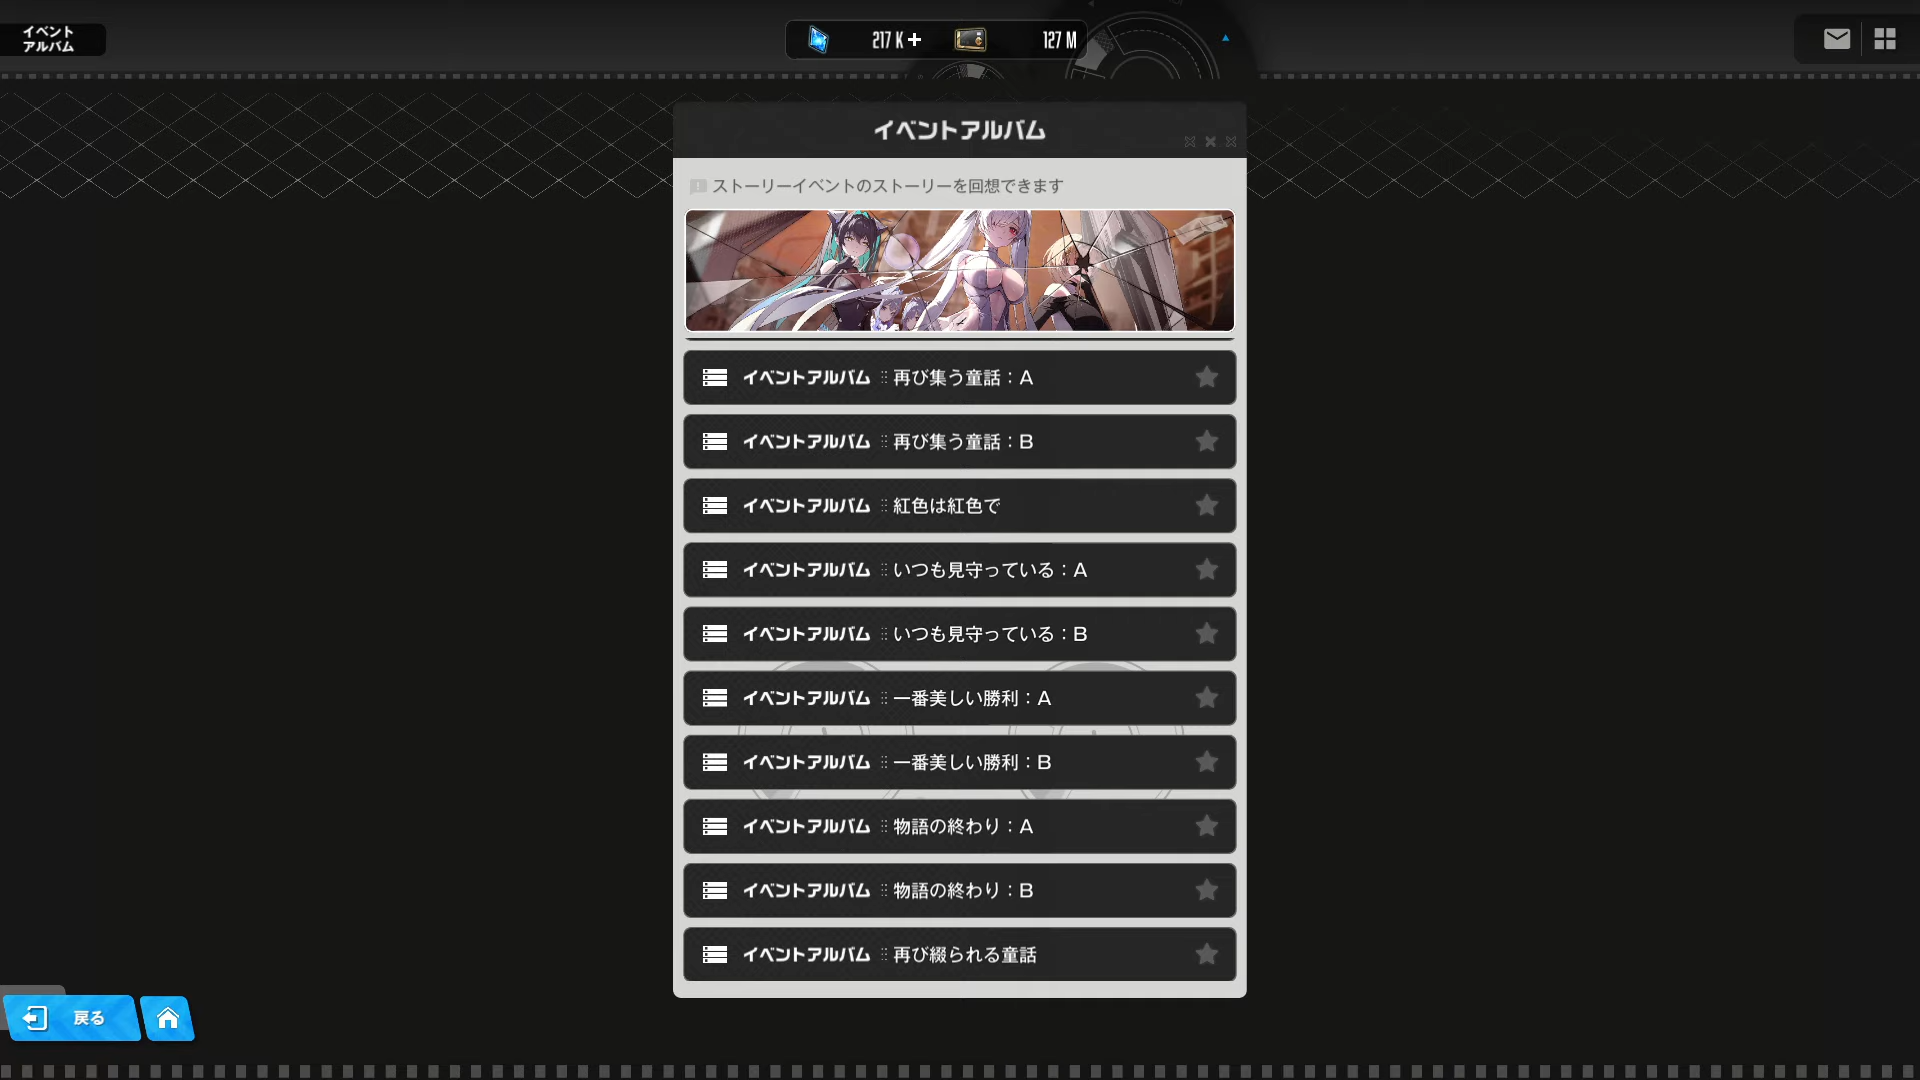 イベント
アルバム
217 K
127 M
イベントアルバム
ストーリーイベントのストーリーを回想できます
イベントアルバム :: 再び集う童話：A
イベントアルバム :: 再び集う童話：B
イベントアルバム :: 紅色は紅色で
イベントアルバム :: いつも見守っている：A
イベントアルバム :: いつも見守っている：B
イベントアルバム :: 一番美しい勝利：A
イベントアルバム :: 一番美しい勝利：B
イベントアルバム :: 物語の終わり：A
イベントアルバム :: 物語の終わり：B
イベントアルバム :: 再び綴られる童話
戻る